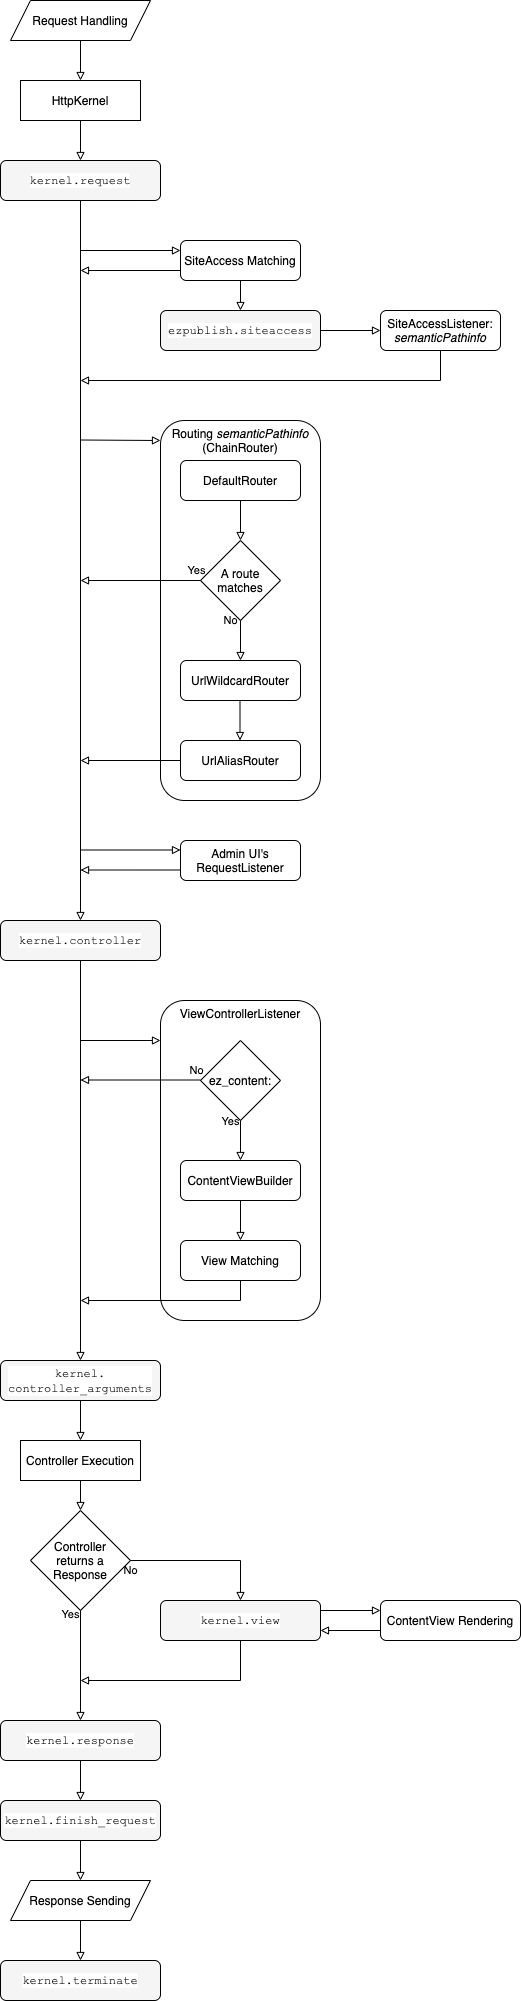 Request Handling
HttpKernel
kernel.request
SiteAccess Matching
ezpublish.siteaccess
SiteAccessListener:
semanticPathinfo
Routing semanticPathinfo
(ChainRouter)
DefaultRouter
Yes
A route
matches
No
UrlWildcardRouter
UrlAliasRouter
Admin UI's
RequestListener
kernel.controller
ViewControllerListener
No
ez_content:
Yes
ContentViewBuilder
View Matching
kernel.
controller_arguments
Controller Execution
Controller
returns a
Response
No
Yes
kernel.view
ContentView Rendering
kernel.response
kernel.finish_request
Response Sending
kernel.terminate